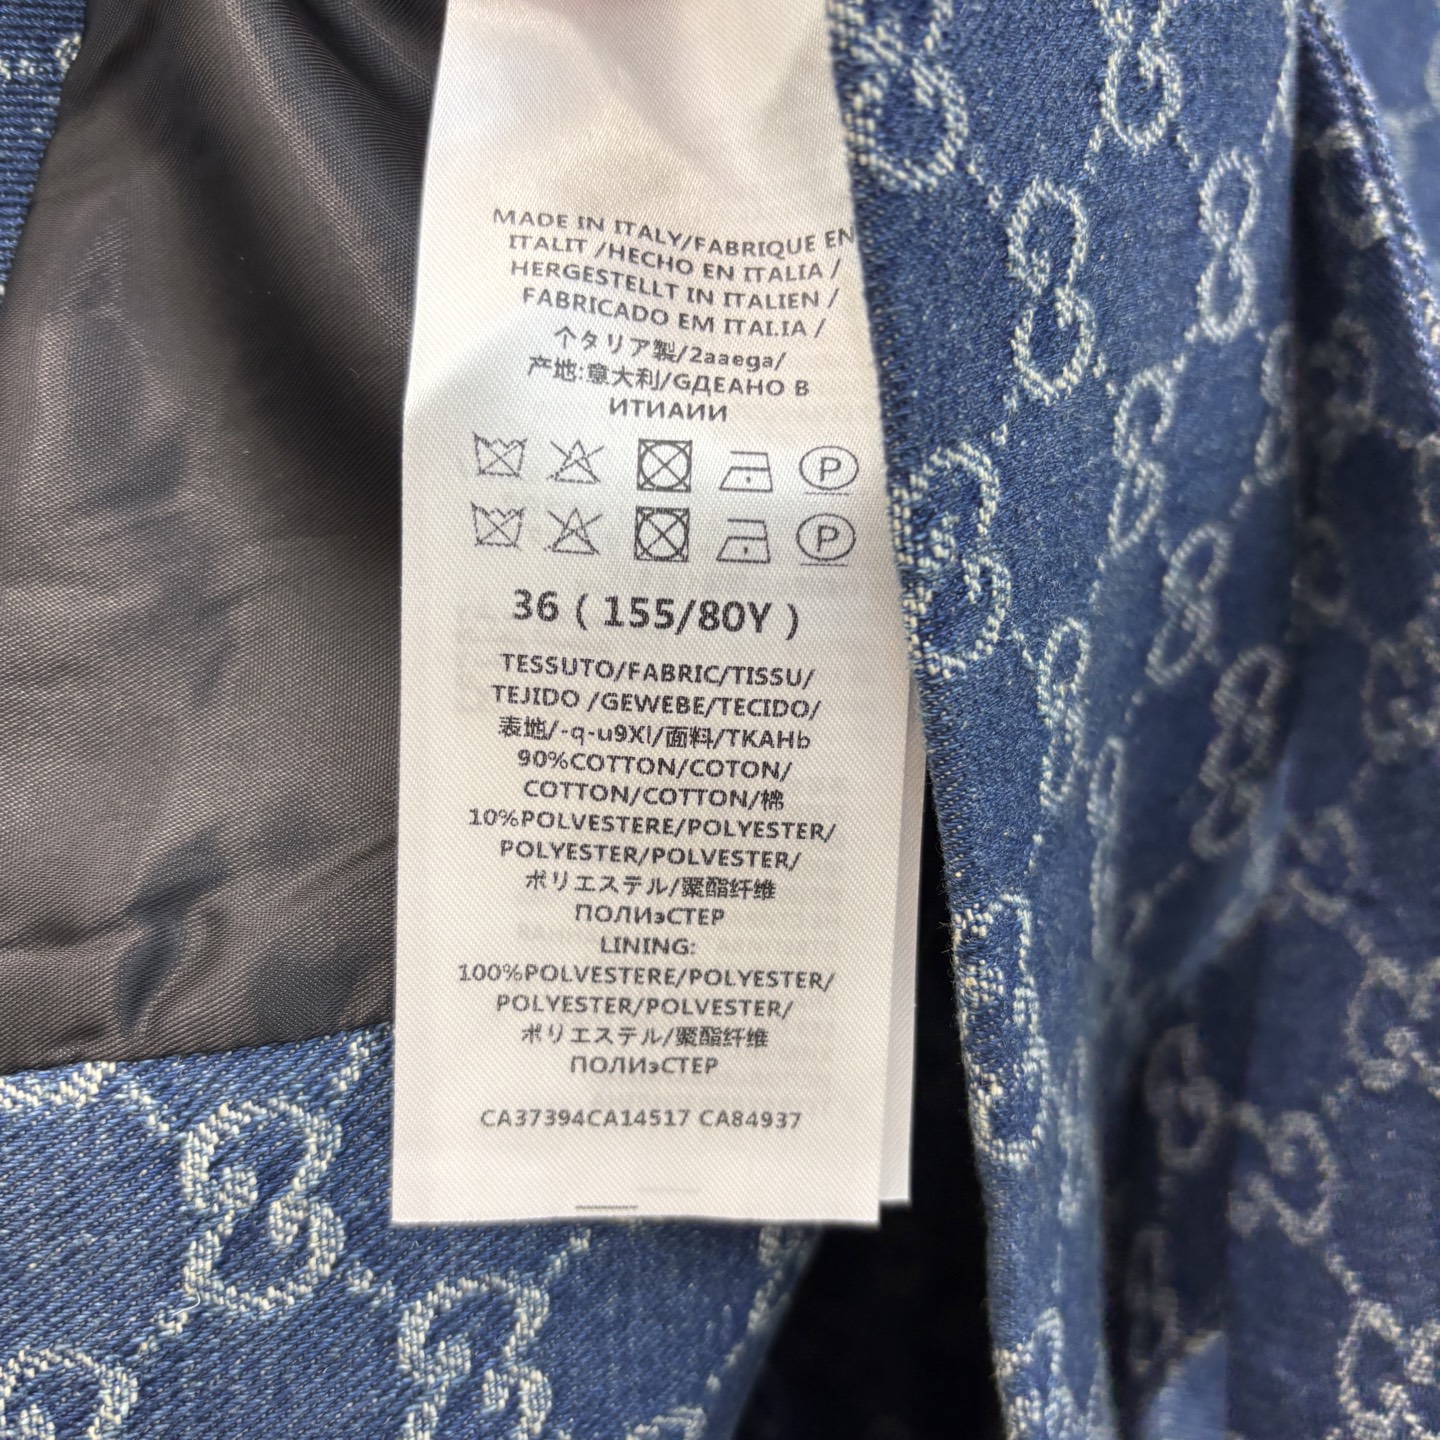 MADE IN ITALY/FABRIQUE EN
ITALIT /HECHO EN ITALIA /
HERGESTELLT IN ITALIEN /
FABRICADO EM ITALIA /
个タリア製/2aaega/
产地:意大利/GДEAHO B
ИТИАИИ
P
P
36 ( 155/80Y )
TESSUTO/FABRIC/TISSU/
TEJIDO /GEWEBE/TECIDO/
表地/-q-u9Xl/面料/TKAHb
90%COTTON/COTON/
COTTON/COTTON/棉
10%POLVESTERE/POLYESTER/
POLYESTER/POLVESTER/
ポリエステル/聚酯纤维
ПОЛИэСТЕР
LINING:
100%POLVESTERE/POLYESTER/
POLYESTER/POLVESTER/
ポリエステル/聚酯纤维
ПОЛИэСТЕР
CA37394CA14517 CA84937